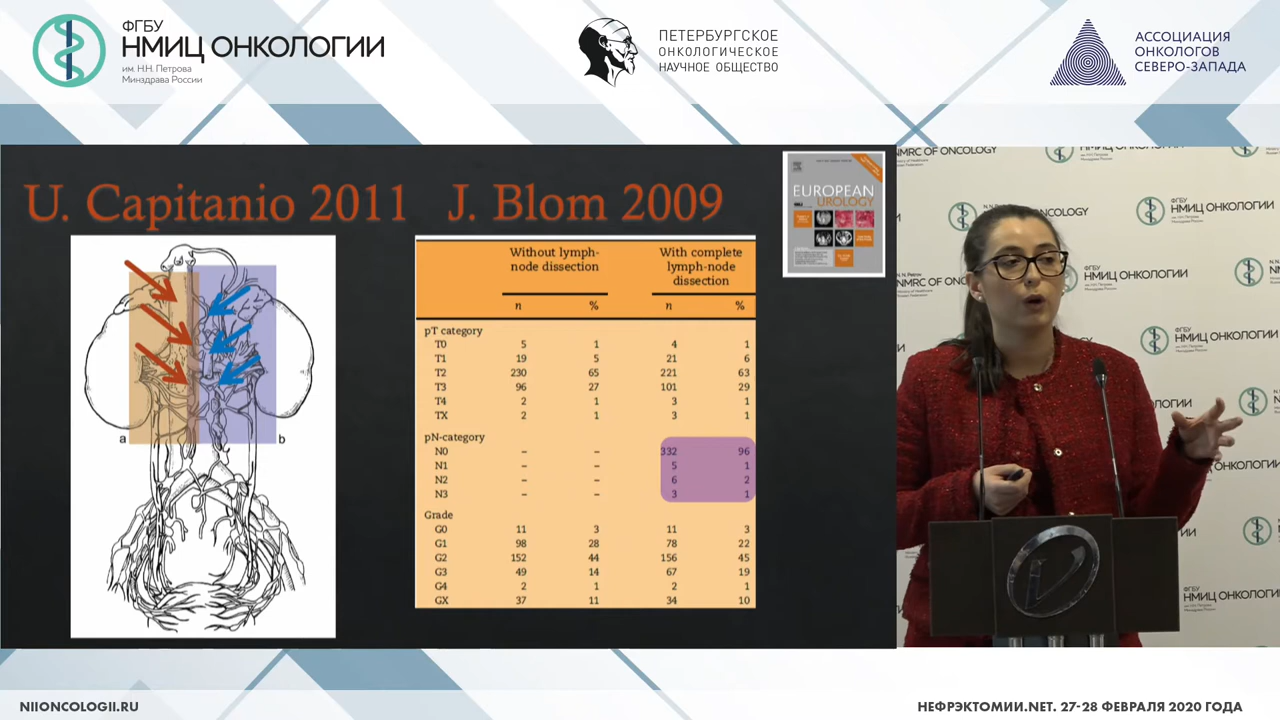 ФГБУ
НМИЦ ОНКОЛОГИИ
им. Н.Н. Петрова
Минздрава России
ПЕТЕРБУРГСКОЕ
ОНКОЛОГИЧЕСКОЕ
НАУЧНОЕ ОБЩЕСТВО
АССОЦИАЦИЯ
ОНКОЛОГОВ
СЕВЕРО-ЗАПАДА
U. Capitanio 2011 J. Blom 2009
EUROPEAN
UROLOGY
a b
Without lymph-node dissection With complete lymph-node dissection
n % n %
pT category
T0 5 1 4 1
T1 19 5 21 6
T2 230 65 221 63
T3 96 27 101 29
T4 2 1 3 1
TX 2 1 3 1
pN-category
N0 – – 332 96
N1 – – 5 1
N2 – – 6 2
N3 – – 3 1
Grade
G0 11 3 11 3
G1 98 28 78 22
G2 152 44 156 45
G3 49 14 67 19
G4 2 1 2 1
GX 37 11 34 10
NMRC OF ONCOLOGY
ФГБУ
НМИЦ ОНКОЛОГИИ
NIIONCOLOGII.RU
НЕФРЭКТОМИИ.NET. 27-28 ФЕВРАЛЯ 2020 ГОДА